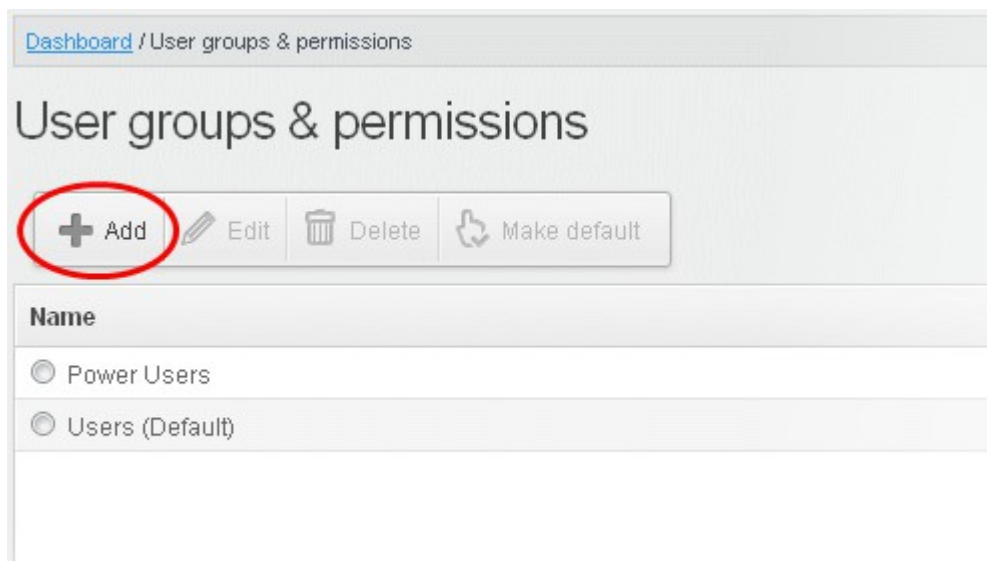 Dashboard / User groups & permissions
User groups & permissions
Add Edit Delete Make default
Name
Power Users
Users (Default)